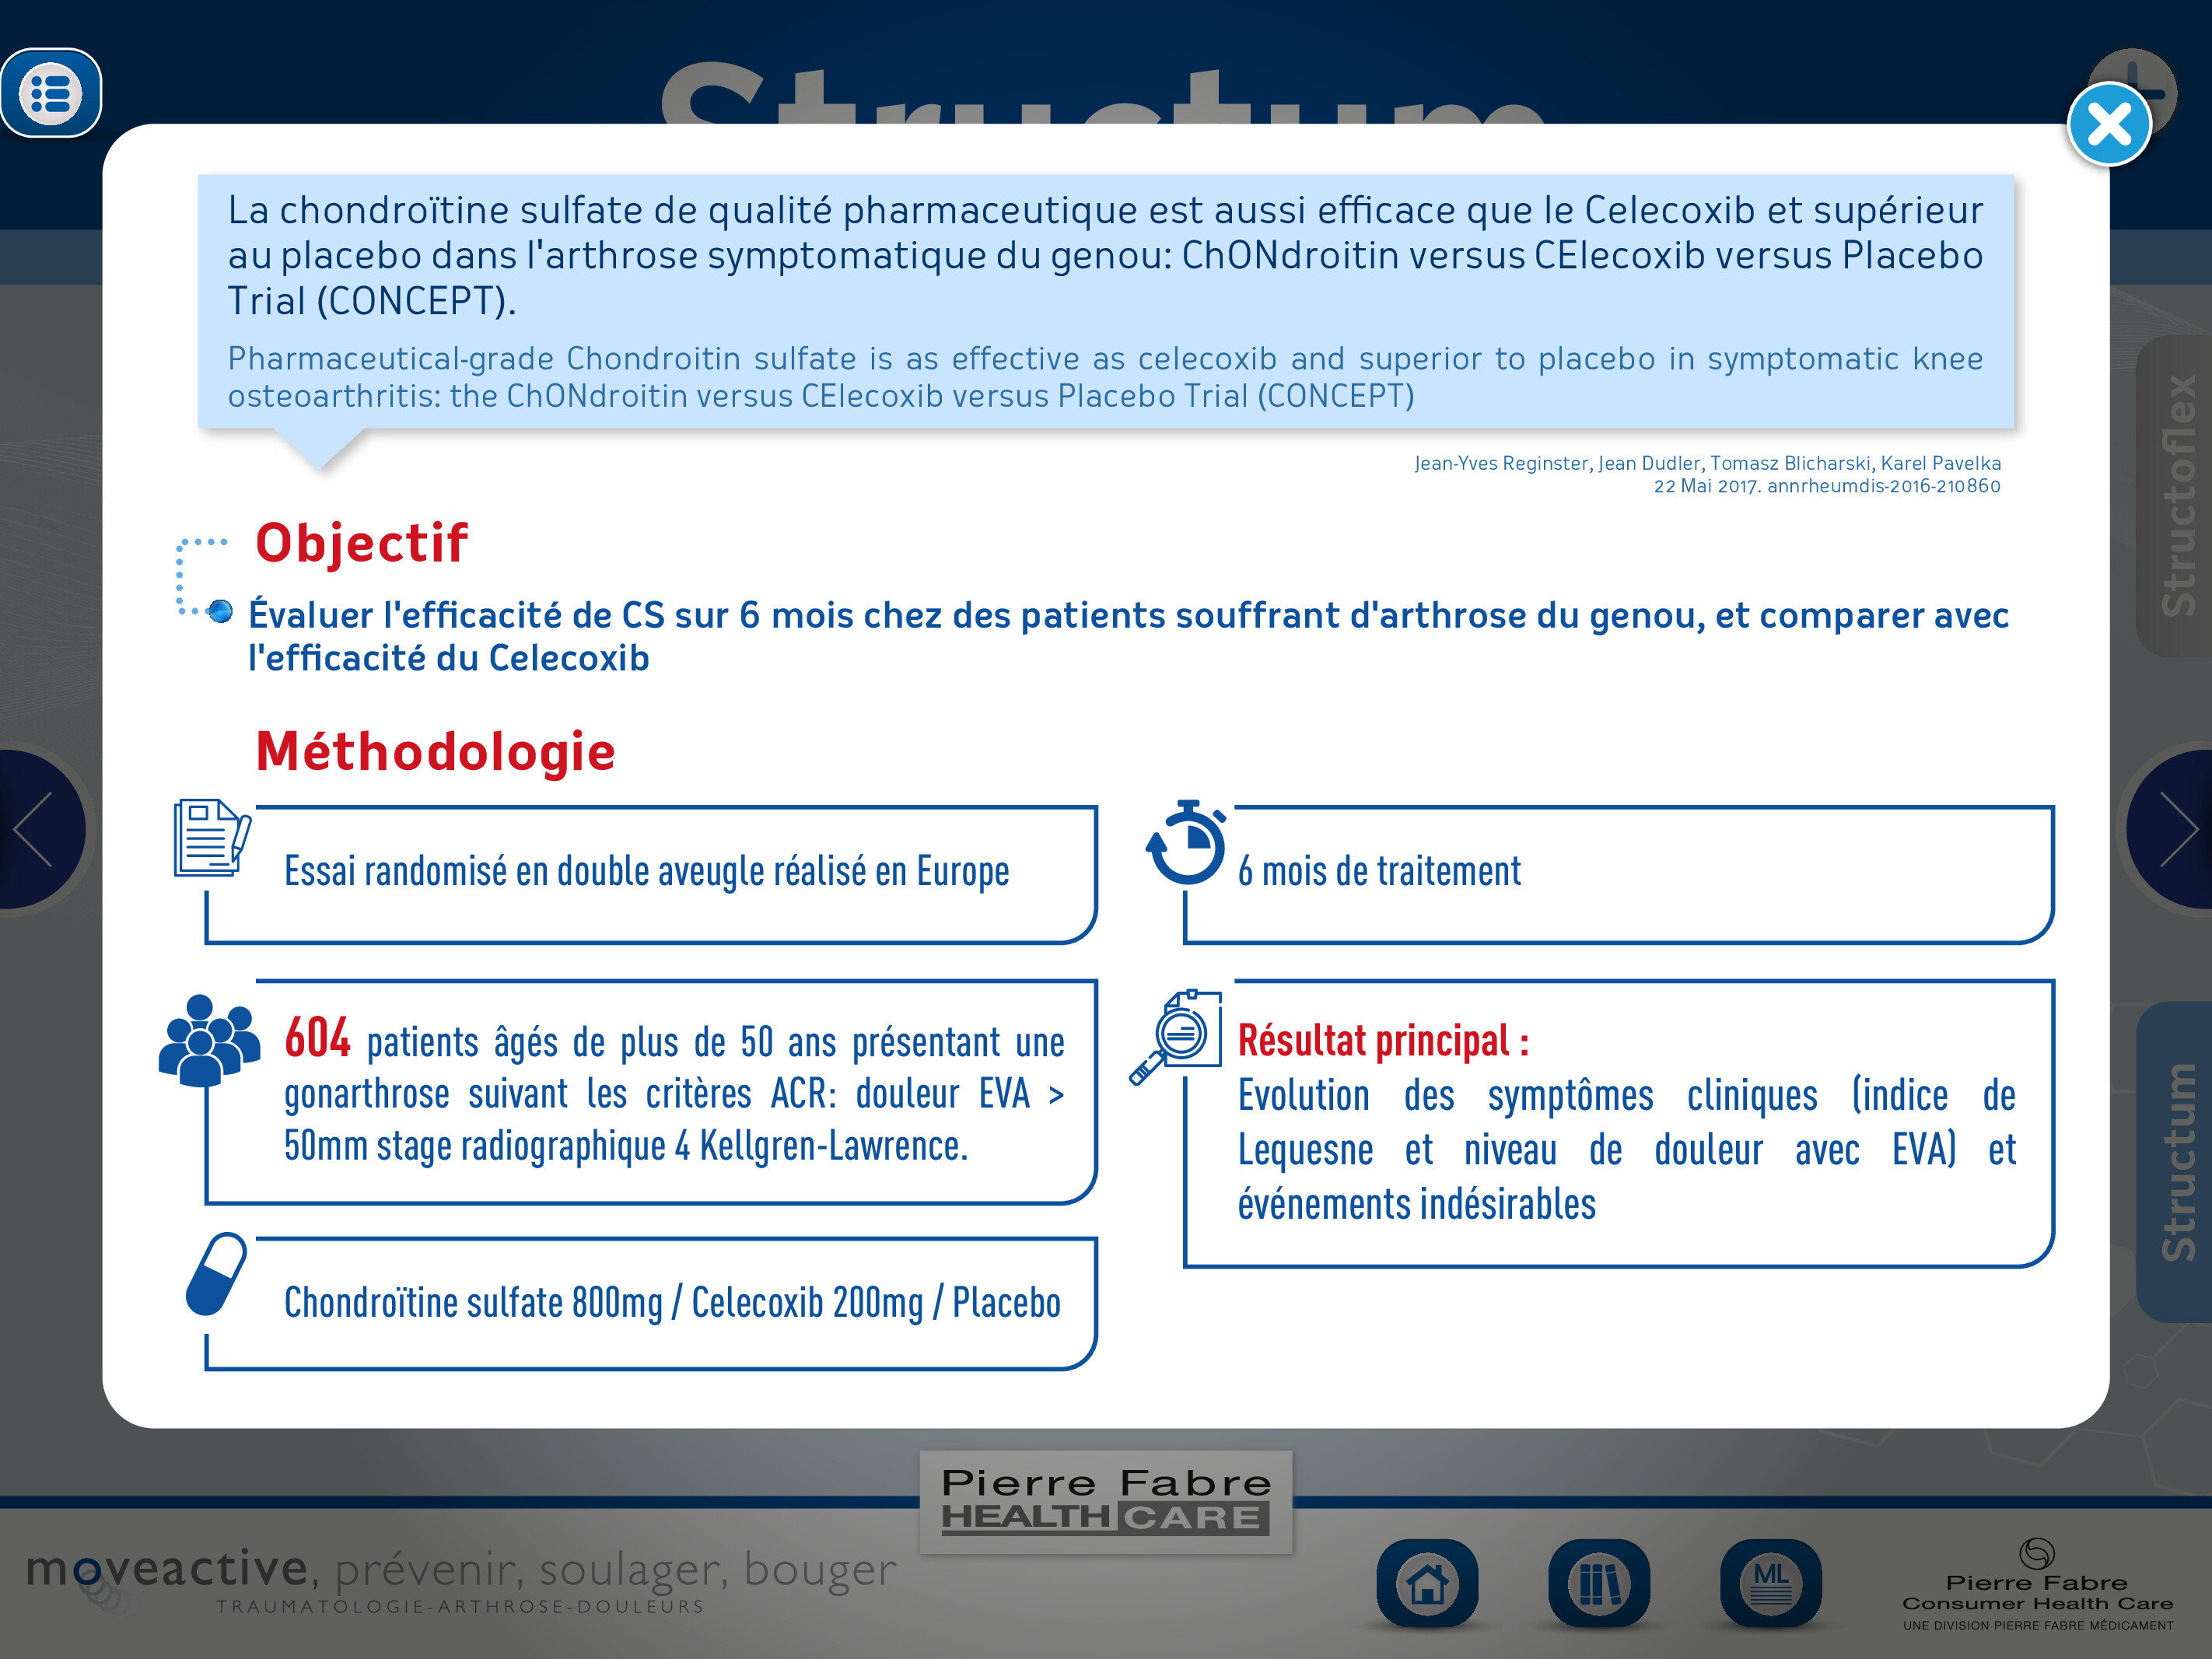 Structum
La chondroïtine sulfate de qualité pharmaceutique est aussi efficace que le Celecoxib et supérieur
au placebo dans l'arthrose symptomatique du genou: ChONdroitin versus CElecoxib versus Placebo
Trial (CONCEPT).
Pharmaceutical-grade Chondroitin sulfate is as effective as celecoxib and superior to placebo in symptomatic knee
osteoarthritis: the ChONdroitin versus CElecoxib versus Placebo Trial (CONCEPT)
Jean-Yves Reginster, Jean Dudler, Tomasz Blicharski, Karel Pavelka
22 Mai 2017. annrheumdis-2016-210860
Objectif
Évaluer l'efficacité de CS sur 6 mois chez des patients souffrant d'arthrose du genou, et comparer avec
l'efficacité du Celecoxib
Méthodologie
Essai randomisé en double aveugle réalisé en Europe
6 mois de traitement
604 patients âgés de plus de 50 ans présentant une
gonarthrose suivant les critères ACR: douleur EVA >
50mm stage radiographique 4 Kellgren-Lawrence.
Résultat principal :
Evolution des symptômes cliniques (indice de
Lequesne et niveau de douleur avec EVA) et
événements indésirables
Chondroïtine sulfate 800mg / Celecoxib 200mg / Placebo
Structoflex
Structum
Pierre Fabre
HEALTH CARE
moveactive, prévenir, soulager, bouger
TRAUMATOLOGIE-ARTHROSE-DOULEURS
ML
Pierre Fabre
Consumer Health Care
UNE DIVISION PIERRE FABRE MÉDICAMENT